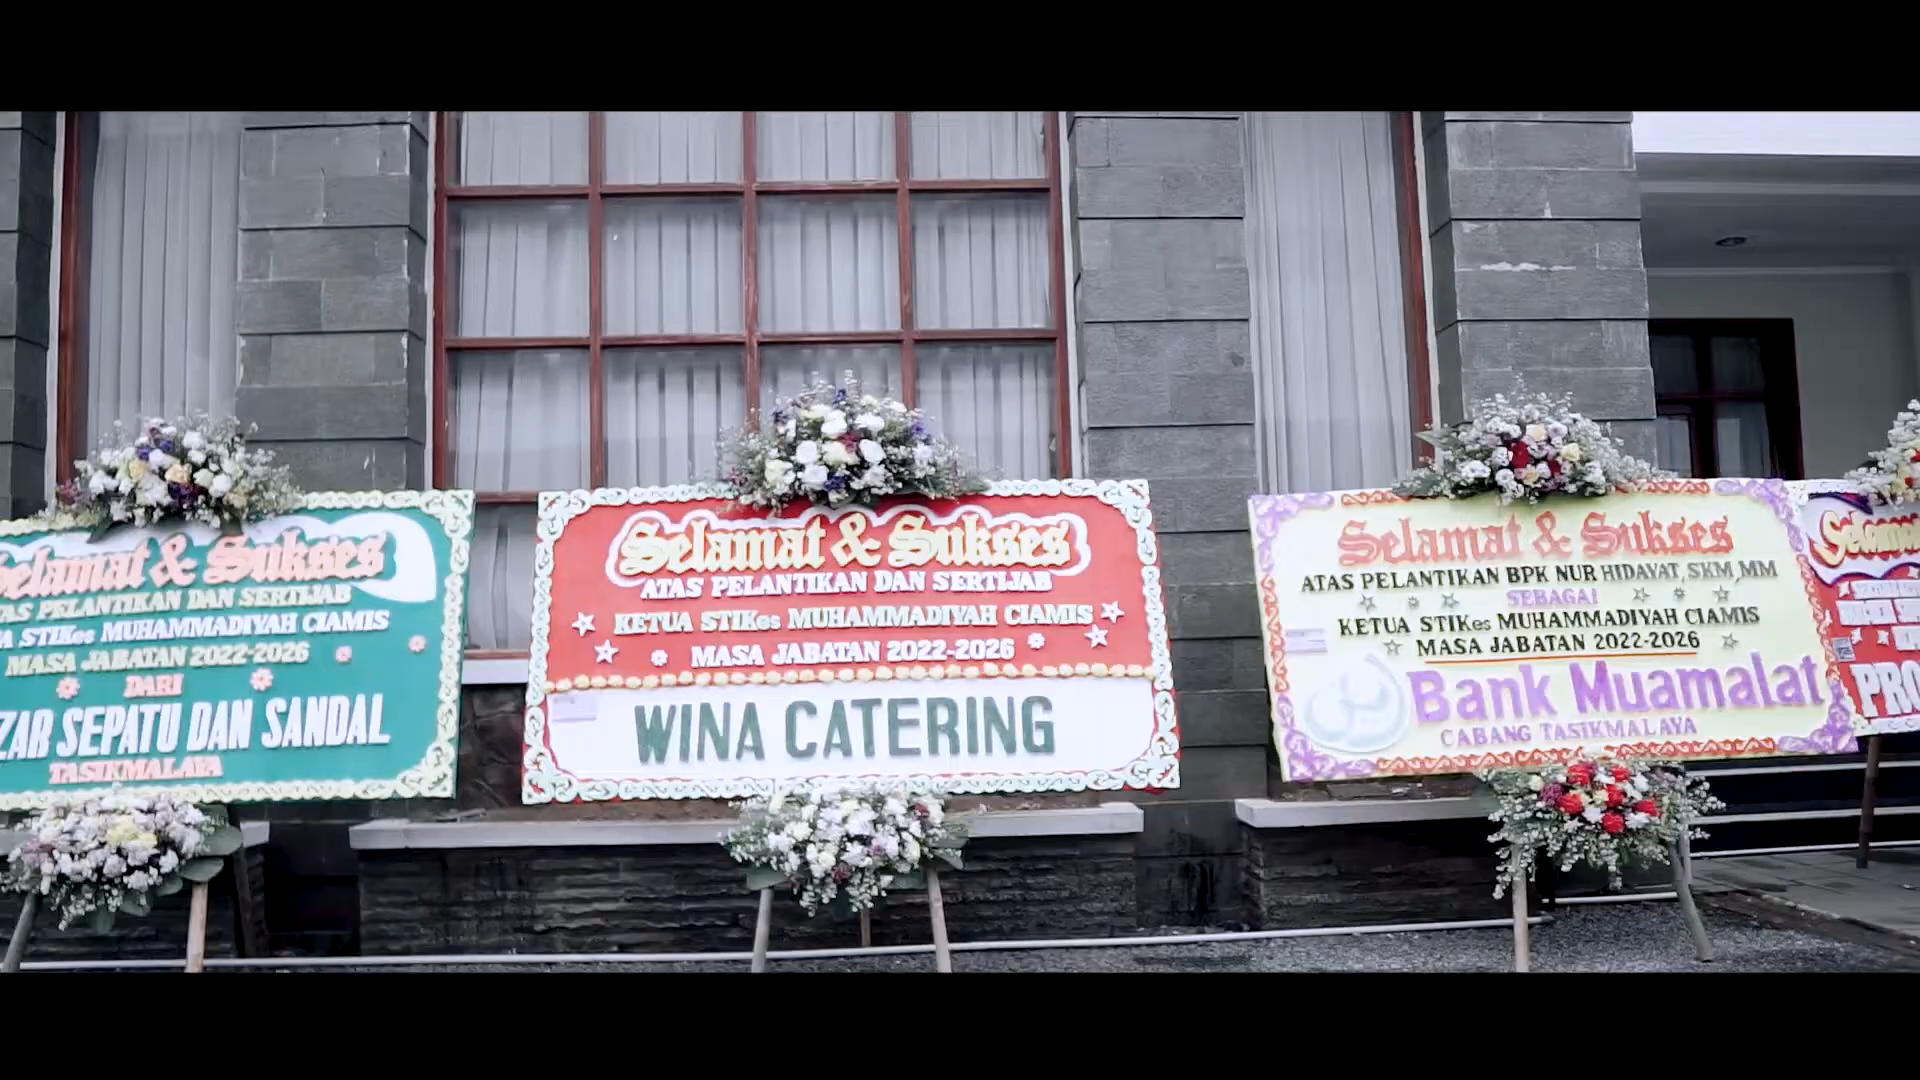 Selamat & Sukses
PELANTIKAN DAN SERTIJAB
STIKes MUHAMMADIYAH CIAMIS
MASA JABATAN 2022-2026
DARI
SEPATU DAN SANDAL
TASIKMALAYA
Selamat & Sukses
ATAS PELANTIKAN DAN SERTIJAB
KETUA STIKes MUHAMMADIYAH CIAMIS
MASA JABATAN 2022-2026
WINA CATERING
Selamat & Sukses
ATAS PELANTIKAN BPK NUR HIDAYAT, SKM, MM
SEBAGAI
KETUA STIKes MUHAMMADIYAH CIAMIS
MASA JABATAN 2022-2026
Bank Muamalat
CABANG TASIKMALAYA